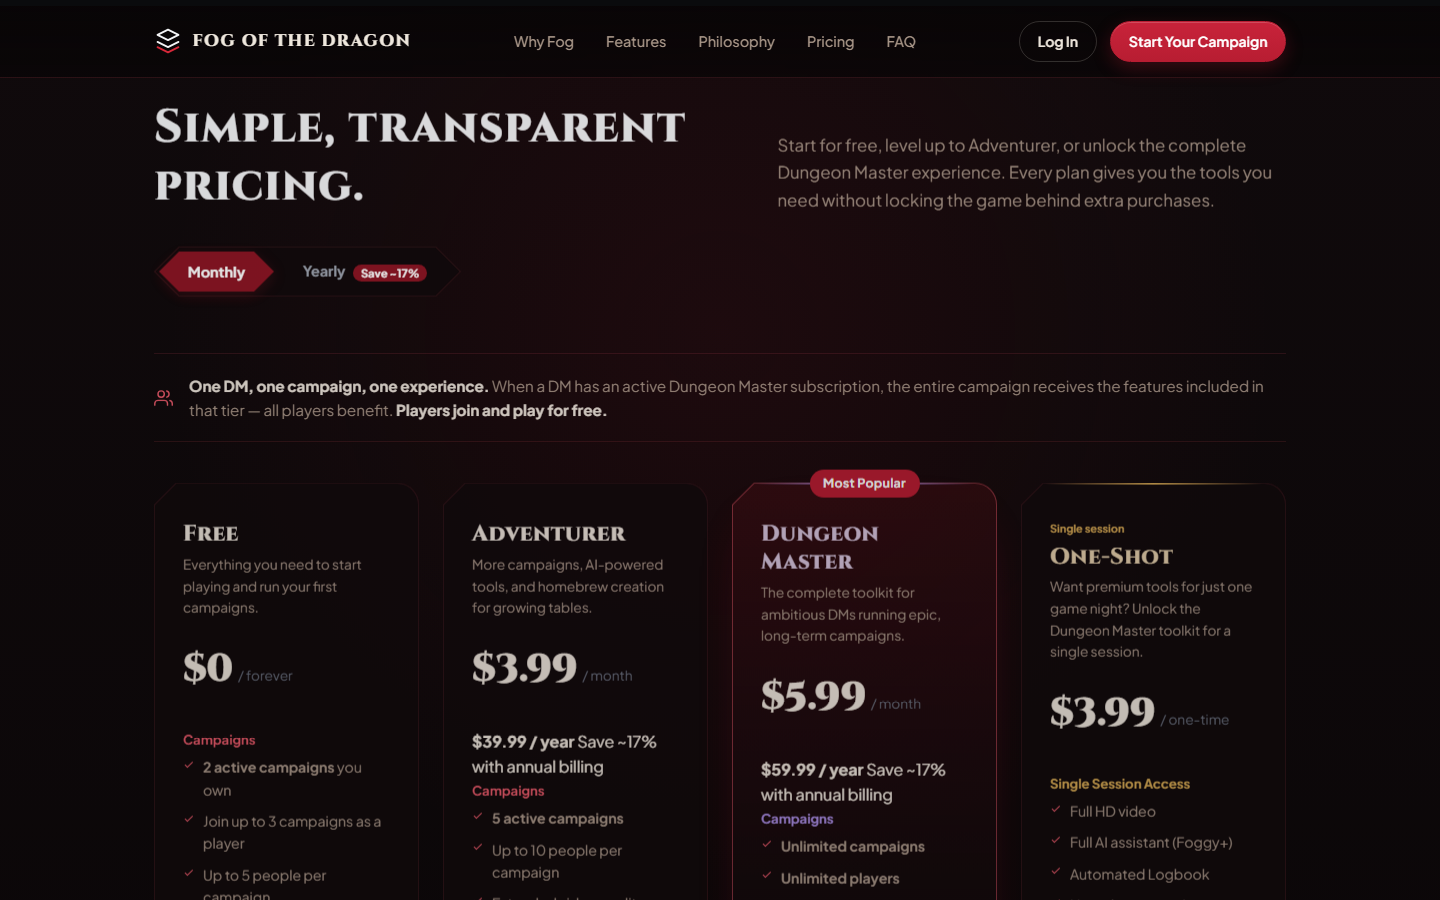 FOG OF THE DRAGON
Why Fog
Features
Philosophy
Pricing
FAQ
Log In
Start Your Campaign
Simple, transparent
pricing.
Start for free, level up to Adventurer, or unlock the complete
Dungeon Master experience. Every plan gives you the tools you
need without locking the game behind extra purchases.
Monthly
Yearly Save ~17%
One DM, one campaign, one experience. When a DM has an active Dungeon Master subscription, the entire campaign receives the features included in
that tier — all players benefit. Players join and play for free.
Free
Everything you need to start
playing and run your first
campaigns.
$0 / forever
Campaigns
2 active campaigns you
own
Join up to 3 campaigns as a
player
Up to 5 people per
campaign
Adventurer
More campaigns, AI-powered
tools, and homebrew creation
for growing tables.
$3.99 / month
$39.99 / year Save ~17%
with annual billing
Campaigns
5 active campaigns
Up to 10 people per
campaign
Most Popular
Dungeon
Master
The complete toolkit for
ambitious DMs running epic,
long-term campaigns.
$5.99 / month
$59.99 / year Save ~17%
with annual billing
Campaigns
Unlimited campaigns
Unlimited players
Single session
One-Shot
Want premium tools for just one
game night? Unlock the
Dungeon Master toolkit for a
single session.
$3.99 / one-time
Single Session Access
Full HD video
Full AI assistant (Foggy+)
Automated Logbook